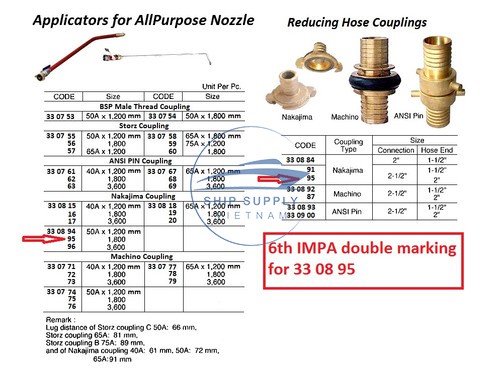 Applicators for AllPurpose Nozzle
Reducing Hose Couplings
Nakajima
Machino
ANSI Pin
Unit Per Pc.
CODE Size CODE Size
BSP Male Thread Coupling
33 07 53 50A x 1,200 mm 33 07 54 50A x 1,800 mm
Storz Coupling
33 07 55 50A x 1,200 mm 33 07 58 65A x 1,200 mm
56 1,800 59 75A x 1,200
57 65A x 1,200 60 1,800
ANSI PIN Coupling
33 07 61 40A x 1,200 mm 33 07 67 65A x 1,200 mm
62 1,800 68 1,800
63 3,600 69 3,600
Nakajima Coupling
33 08 15 40A x 1,200 mm 33 08 18 65A x 1,200 mm
16 1,800 19 1,800
17 3,600 20 3,600
33 08 94 50A x 1,200 mm
95 1,800
96 3,600
Machino Coupling
33 07 71 40A x 1,200 mm 33 07 77 65A x 1,200 mm
72 1,800 78 1,800
73 3,600 79 3,600
33 07 74 50A x 1,200 mm
75 1,800
76 3,600
Remark :
Lug distance of Storz coupling C 50A: 66 mm,
Storz coupling 65A: 81 mm,
Storz coupling B 75A: 89 mm,
and of Nakajima coupling 40A: 61 mm, 50A: 72 mm,
65A:91 mm
CODE Coupling Type Size
Connection Hose End
33 08 84 Nakajima 2" 1-1/2"
91 2-1/2" 1-1/2"
95 2"
33 08 92 Machino 2-1/2" 1-1/2"
87 2"
33 08 93 ANSI Pin 2-1/2" 1-1/2"
33 09 00 2-1/2" 2"
SHIP SUPPLY
VIETNAM
6th IMPA double marking
for 33 08 95